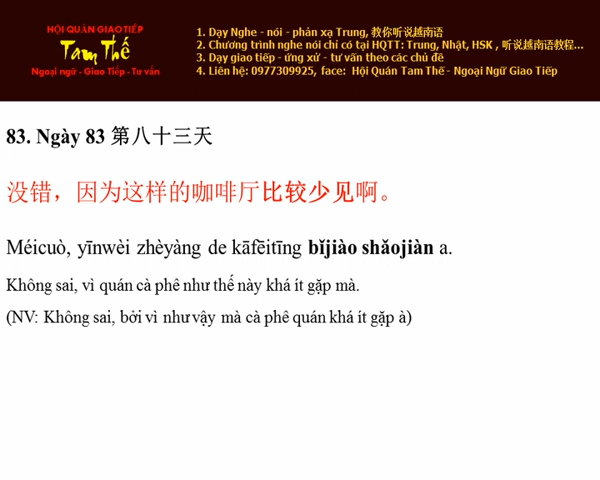 HỘI QUÁN GIAO TIẾP
Tam Thế
Ngoại ngữ - Giao Tiếp - Tư vấn
1. Dạy Nghe - nói - phản xạ Trung, 教你听说越南语
2. Chương trình nghe nói chỉ có tại HQTT: Trung, Nhật, HSK , 听说越南语教程...
3. Dạy giao tiếp - ứng xử - tư vấn theo các chủ đề
4. Liên hệ: 0977309925, face: Hội Quán Tam Thế - Ngoại Ngữ Giao Tiếp
83. Ngày 83 第八十三天
没错，因为这样的咖啡厅比较少见啊。
Méicuò, yīnwèi zhèyàng de kāfēitīng bǐjiào shǎojiàn a.
Không sai, vì quán cà phê như thế này khá ít gặp mà.
(NV: Không sai, bởi vì như vậy mà cà phê quán khá ít gặp à)